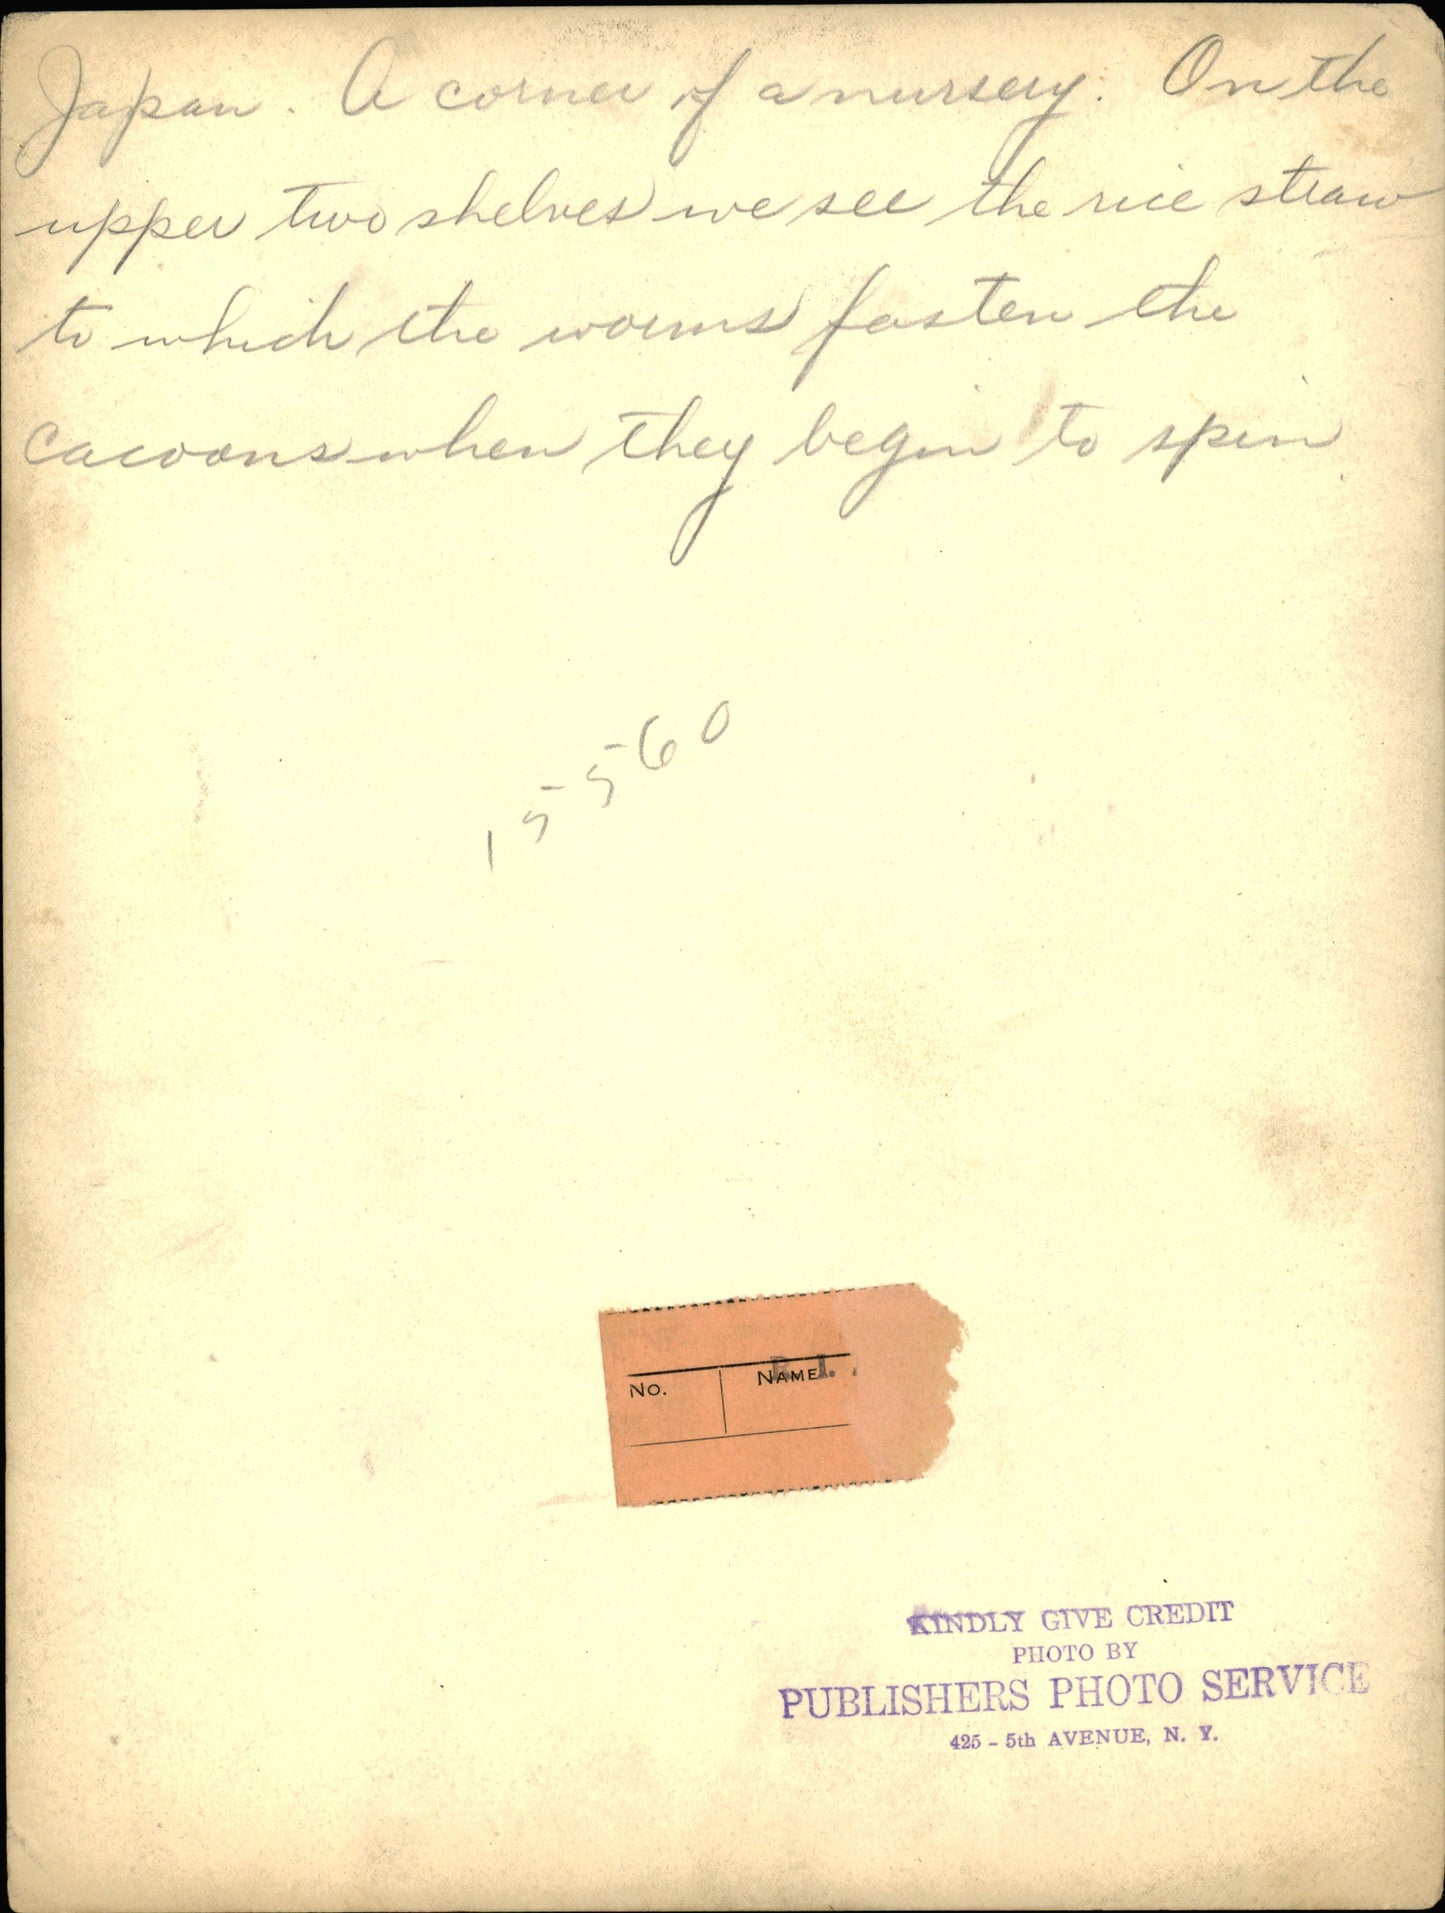 Japan. A corner of a nursery. On the
upper two shelves we see the rice straw
to which the worms fasten the
cacoons when they begin to spin
15560
R. I.
No. NAME
KINDLY GIVE CREDIT
PHOTO BY
PUBLISHERS PHOTO SERVICE
425 - 5th AVENUE, N. Y.